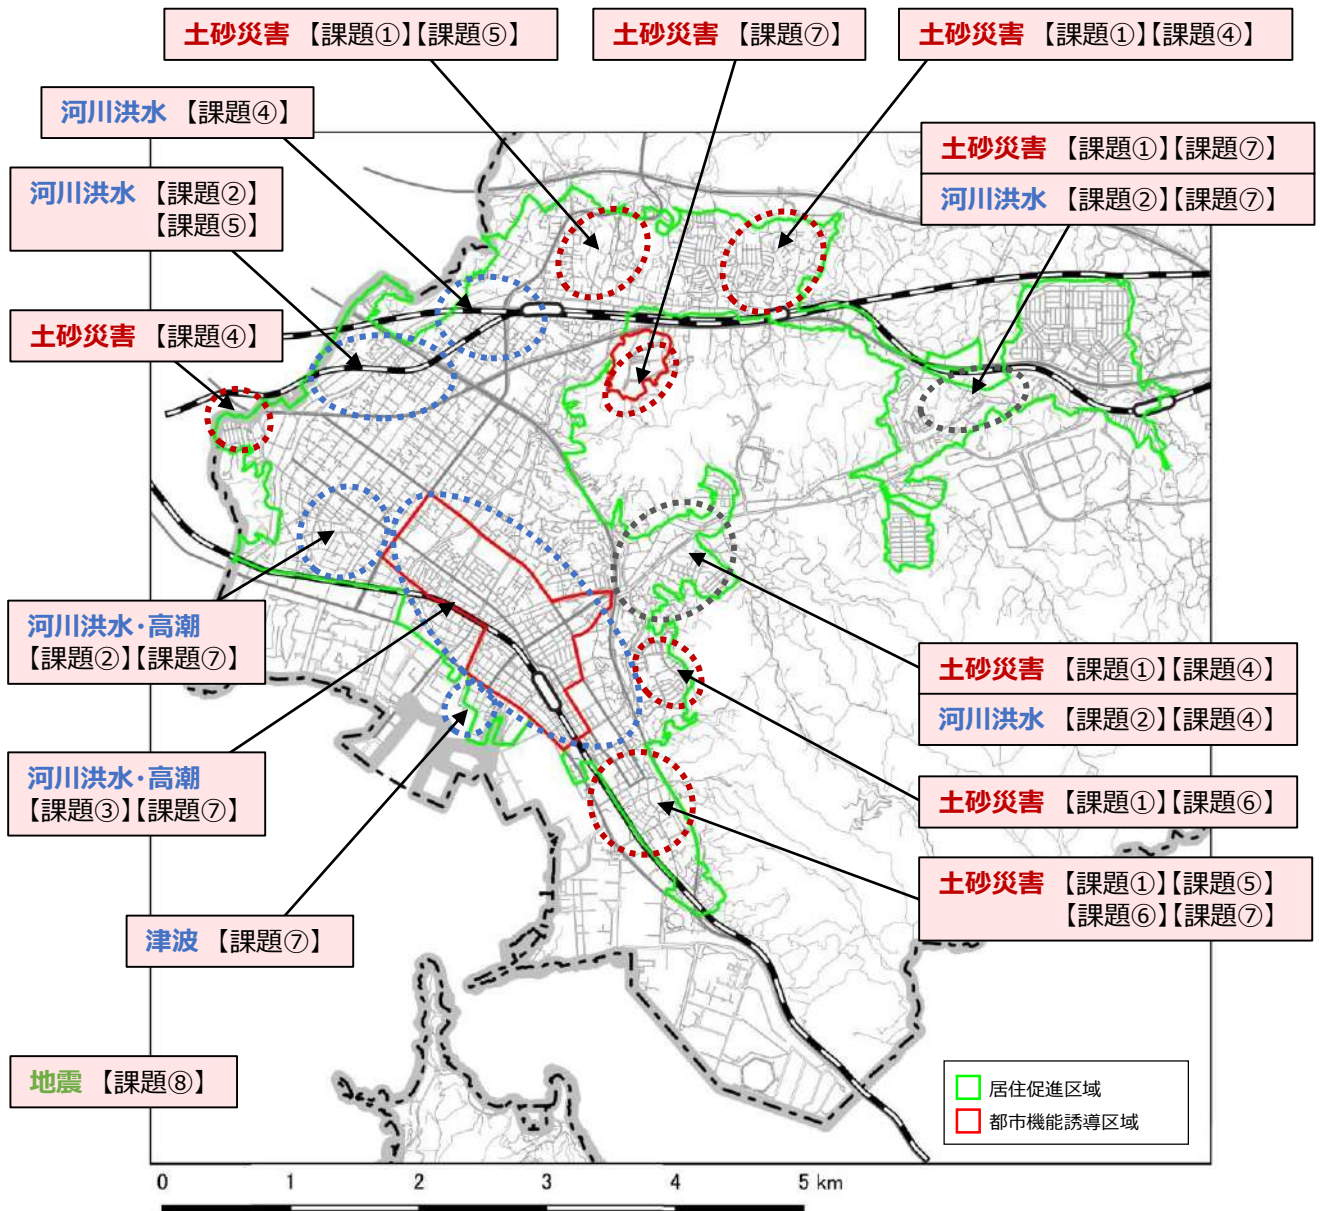 土砂災害 【課題①】【課題⑤】
土砂災害 【課題⑦】
土砂災害 【課題①】【課題④】
河川洪水 【課題④】
土砂災害 【課題①】【課題⑦】
河川洪水 【課題②】【課題⑦】
河川洪水 【課題②】
【課題⑤】
土砂災害 【課題④】
河川洪水・高潮
【課題②】【課題⑦】
土砂災害 【課題①】【課題④】
河川洪水 【課題②】【課題④】
河川洪水・高潮
【課題③】【課題⑦】
土砂災害 【課題①】【課題⑥】
土砂災害 【課題①】【課題⑤】
【課題⑥】【課題⑦】
津波 【課題⑦】
地震 【課題⑧】
居住促進区域
都市機能誘導区域
0 1 2 3 4 5 km